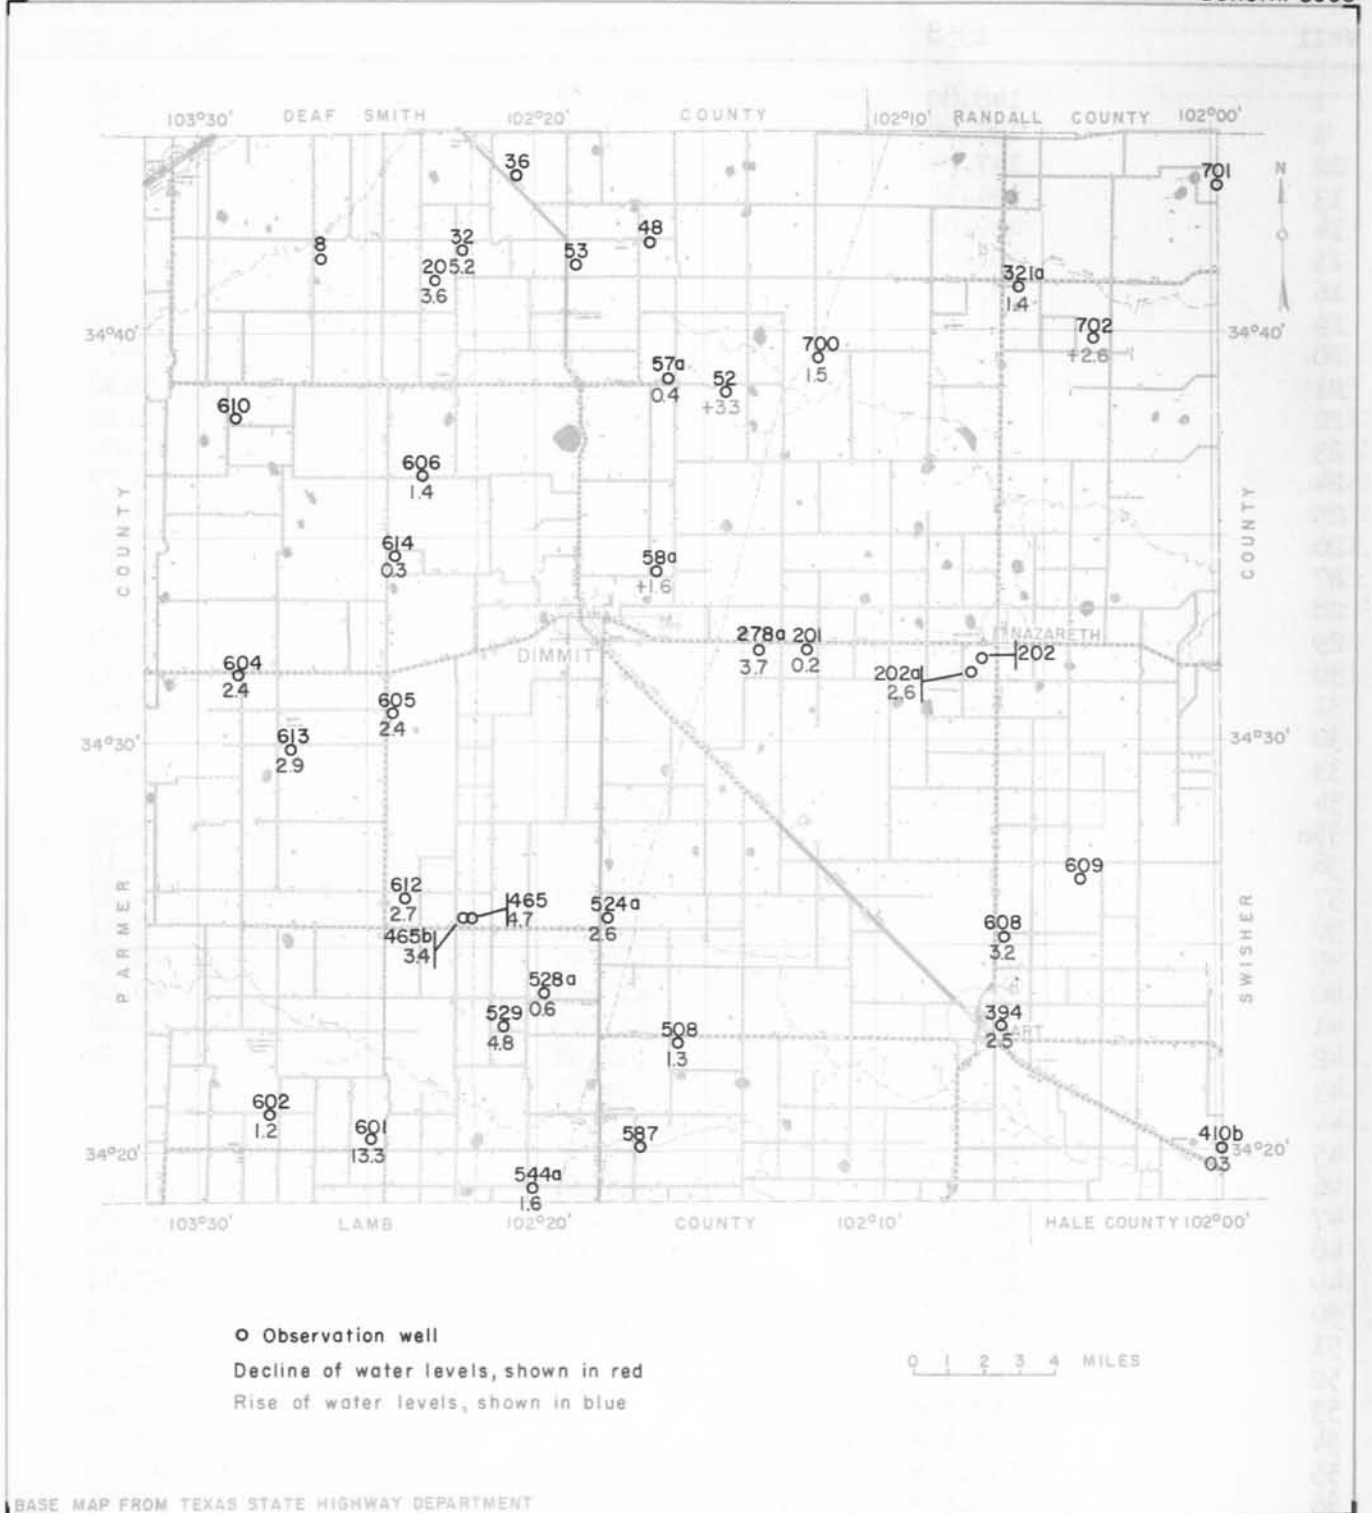 103°30' DEAF SMITH 102°20' COUNTY 102°10' RANDALL COUNTY 102°00'
N
36
701
8
32
5.2
53
48
20
3.6
321a
1.4
34°40'
702
+2.6
34°40'
700
1.5
57a
0.4
52
+3.3
610
606
1.4
COUNTY
COUNTY
614
0.3
58a
+1.6
DIMMIT
278a
3.7
201
0.2
NAZARETH
202
202a
2.6
604
2.4
605
2.4
34°30'
613
2.9
34°30'
609
PARMER
SWISHER
612
2.7
465
4.7
465b
3.4
524a
2.6
608
3.2
528a
0.6
529
4.8
508
1.3
394
2.5
ART
602
1.2
601
13.3
587
410b
0.3
34°20'
34°20'
544a
1.6
103°30' LAMB 102°20' COUNTY 102°10' HALE COUNTY 102°00'
Observation well
Decline of water levels, shown in red
Rise of water levels, shown in blue
0 1 2 3 4 MILES
BASE MAP FROM TEXAS STATE HIGHWAY DEPARTMENT